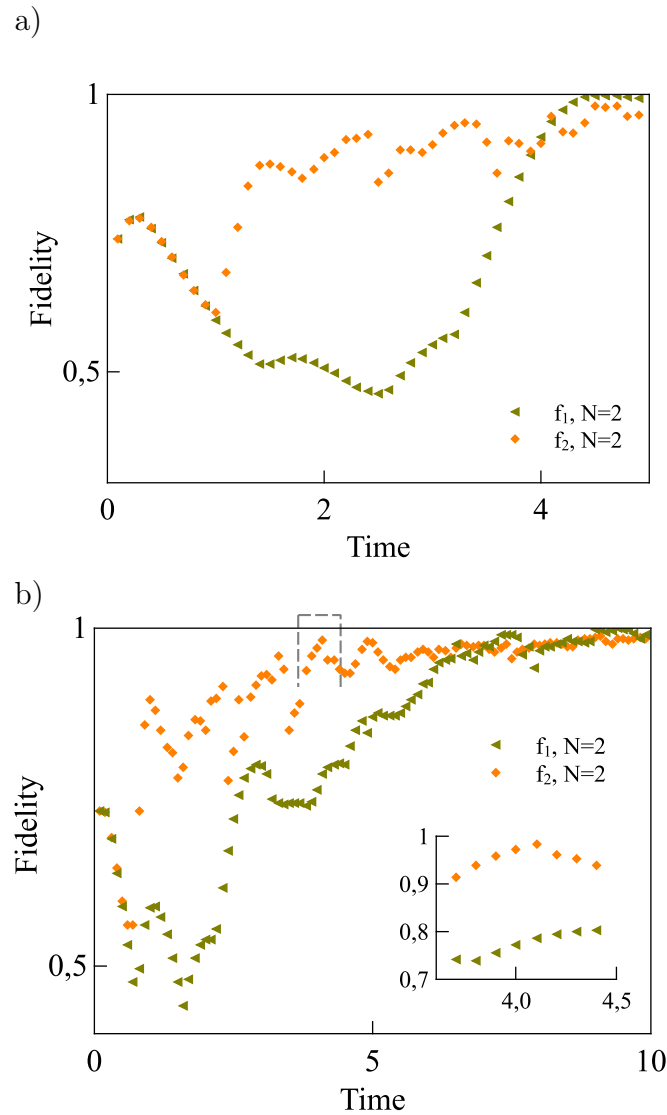 a)
1
0,5
Fidelity
f₁, N=2
f₂, N=2
0 2 4
Time
b)
1
0,5
Fidelity
f₁, N=2
f₂, N=2
1
0,9
0,8
0,7
4,0 4,5
0 5 10
Time